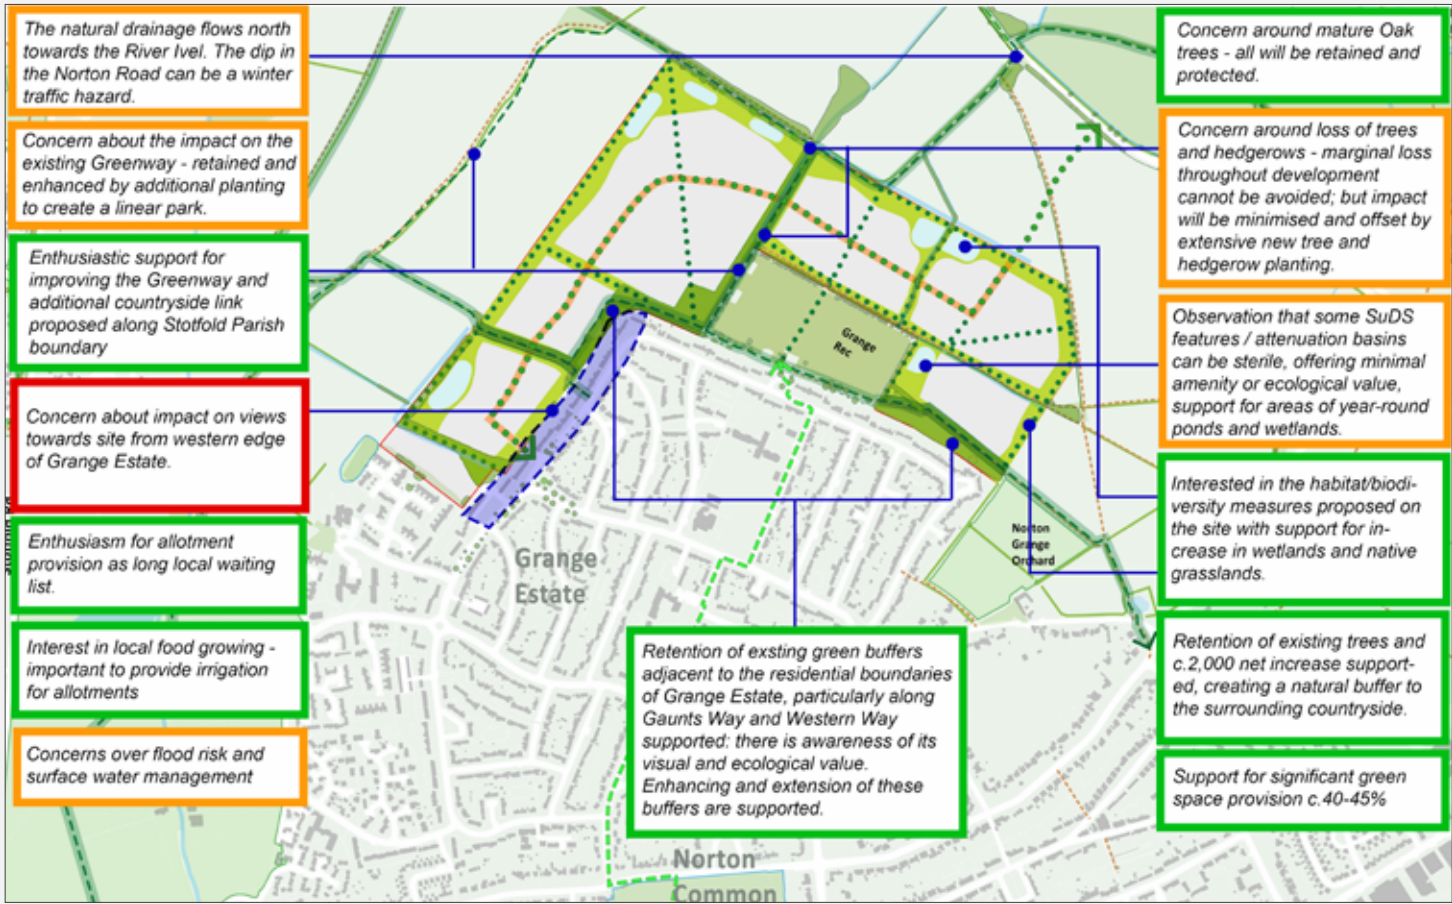 The natural drainage flows north
towards the River Ivel. The dip in
the Norton Road can be a winter
traffic hazard.
Concern about the impact on the
existing Greenway - retained and
enhanced by additional planting
to create a linear park.
Enthusiastic support for
improving the Greenway and
additional countryside link
proposed along Stotfold Parish
boundary
Concern about impact on views
towards site from western edge
of Grange Estate.
Enthusiasm for allotment
provision as long local waiting
list.
Interest in local food growing -
important to provide irrigation
for allotments
Concerns over flood risk and
surface water management
Grange
Rec
Grange
Estate
Norton
Grange
Orchard
Retention of exsting green buffers
adjacent to the residential boundaries
of Grange Estate, particularly along
Gaunts Way and Western Way
supported: there is awareness of its
visual and ecological value.
Enhancing and extension of these
buffers are supported.
Norton
Common
Concern around mature Oak
trees - all will be retained and
protected.
Concern around loss of trees
and hedgerows - marginal loss
throughout development
cannot be avoided; but impact
will be minimised and offset by
extensive new tree and
hedgerow planting.
Observation that some SuDS
features / attenuation basins
can be sterile, offering minimal
amenity or ecological value,
support for areas of year-round
ponds and wetlands.
Interested in the habitat/biodi-
versity measures proposed on
the site with support for in-
crease in wetlands and native
grasslands.
Retention of existing trees and
c.2,000 net increase support-
ed, creating a natural buffer to
the surrounding countryside.
Support for significant green
space provision c.40-45%